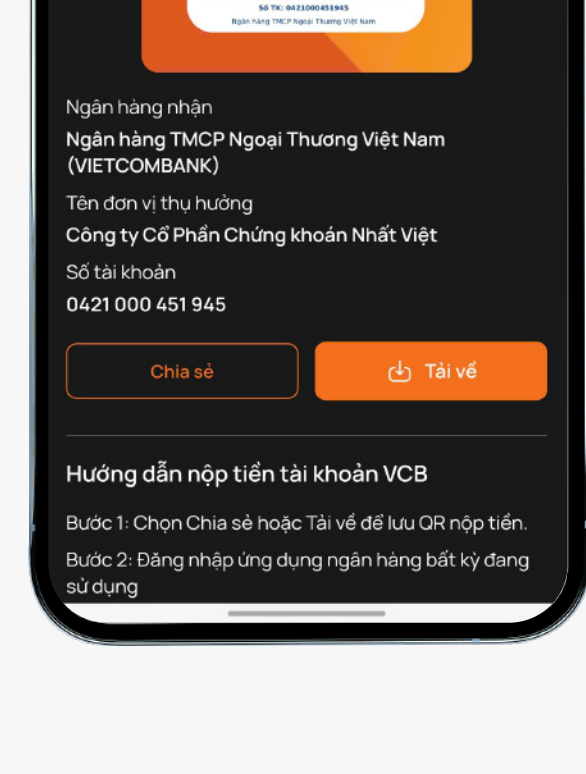 Số TK: 0421000451945
Ngân hàng TMCP Ngoại Thương Việt Nam
Ngân hàng nhận
Ngân hàng TMCP Ngoại Thương Việt Nam
(VIETCOMBANK)
Tên đơn vị thụ hưởng
Công ty Cổ Phần Chứng khoán Nhất Việt
Số tài khoản
0421 000 451 945
Chia sẻ
Tải về
Hướng dẫn nộp tiền tài khoản VCB
Bước 1: Chọn Chia sẻ hoặc Tải về để lưu QR nộp tiền.
Bước 2: Đăng nhập ứng dụng ngân hàng bất kỳ đang
sử dụng